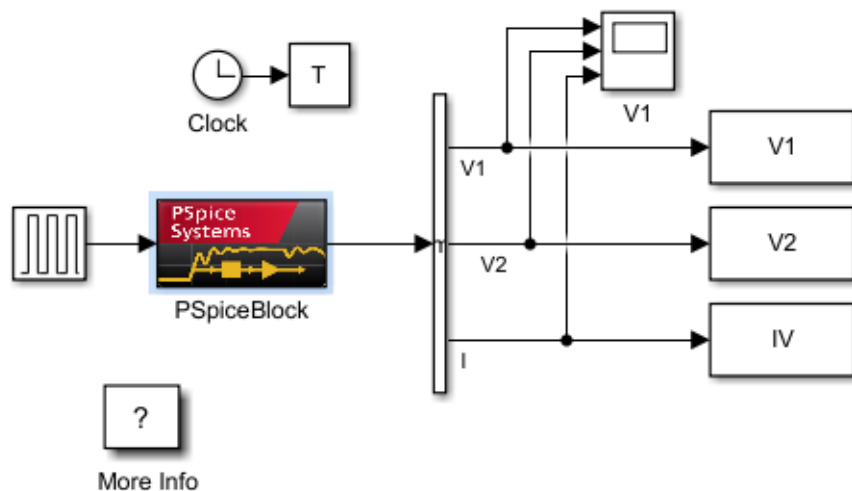 T
Clock
V1
V1
V1
PSpice
Systems
V2
V2
PSpiceBlock
I
IV
?
More Info